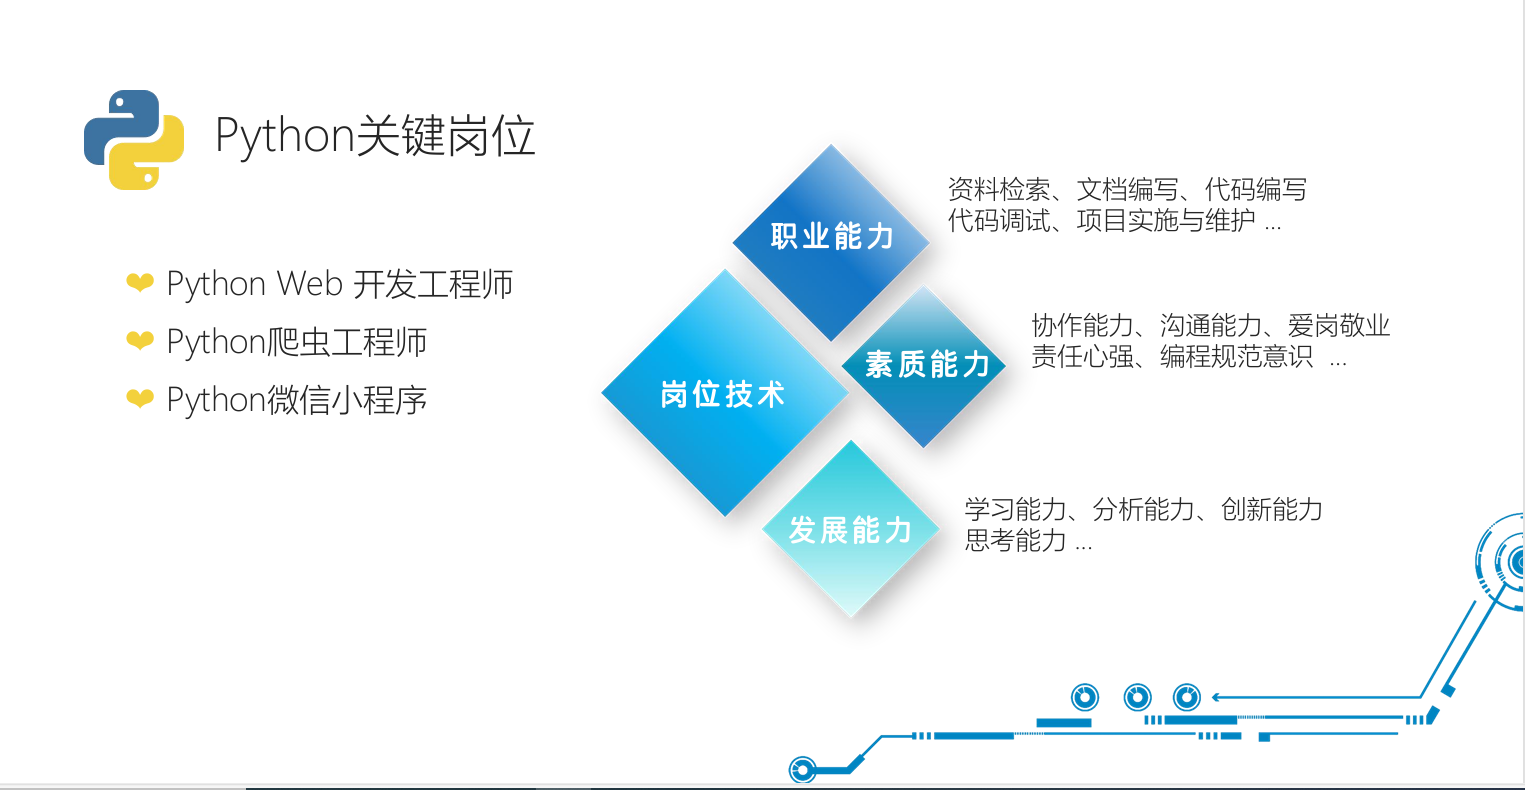 Python关键岗位
Python Web 开发工程师
Python爬虫工程师
Python微信小程序
职业能力
资料检索、文档编写、代码编写
代码调试、项目实施与维护 ...
岗位技术
素质能力
协作能力、沟通能力、爱岗敬业
责任心强、编程规范意识 ...
发展能力
学习能力、分析能力、创新能力
思考能力 ...